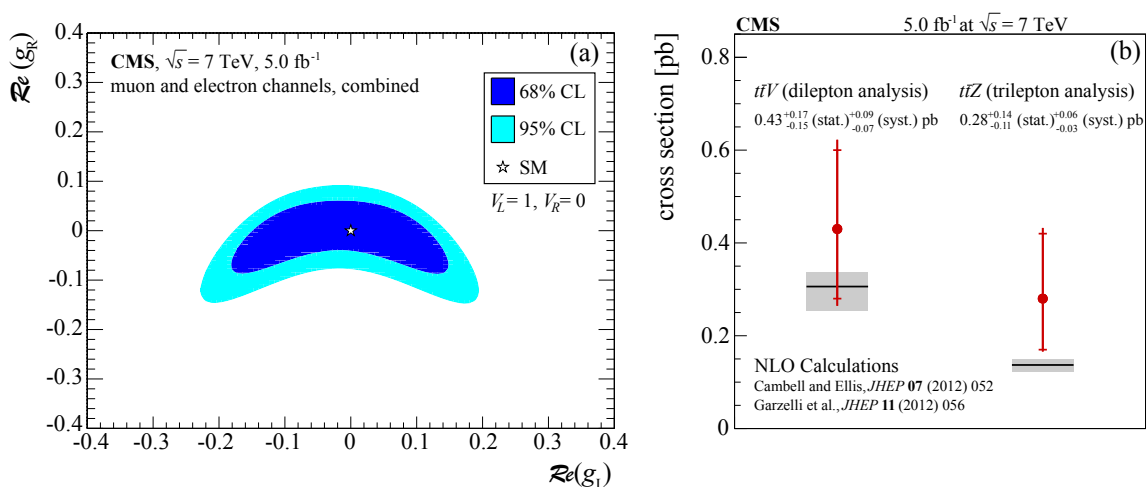 CMS, √s = 7 TeV, 5.0 fb⁻¹
muon and electron channels, combined
(a)
68% CL
95% CL
SM
V_L = 1, V_R = 0
Re(g_R)
0.4
0.3
0.2
0.1
0
-0.1
-0.2
-0.3
-0.4
-0.4 -0.3 -0.2 -0.1 0 0.1 0.2 0.3 0.4
Re(g_L)
CMS 5.0 fb⁻¹ at √s = 7 TeV
(b)
cross section [pb]
0.8
0.6
0.4
0.2
0
tt̄V (dilepton analysis) tt̄Z (trilepton analysis)
0.43 +0.17 -0.15 (stat.) +0.09 -0.07 (syst.) pb 0.28 +0.14 -0.11 (stat.) +0.06 -0.03 (syst.) pb
NLO Calculations
Cambell and Ellis, JHEP 07 (2012) 052
Garzelli et al., JHEP 11 (2012) 056